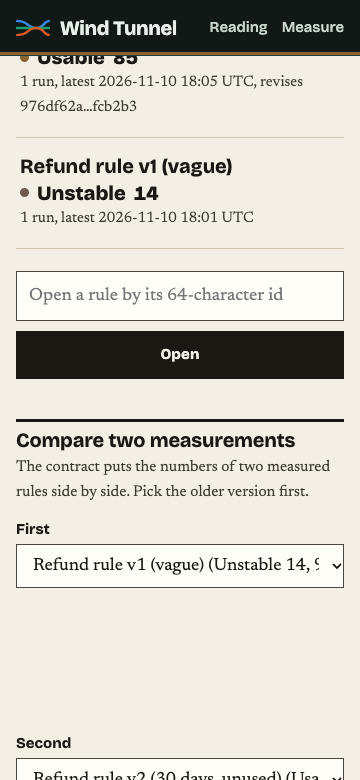 Wind Tunnel Reading Measure
Usable 85
1 run, latest 2026-11-10 18:05 UTC, revises
976df62a…fcb2b3
Refund rule v1 (vague)
Unstable 14
1 run, latest 2026-11-10 18:01 UTC
Open a rule by its 64-character id
Open
Compare two measurements
The contract puts the numbers of two measured
rules side by side. Pick the older version first.
First
Refund rule v1 (vague) (Unstable 14,
Second
Refund rule v2 (30 days, unused) (Usa